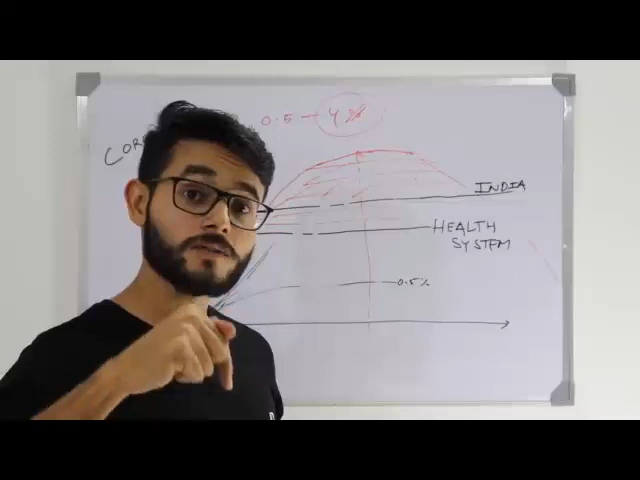 COR
0.5 - 4%
INDIA
HEALTH
SYSTEM
0.5%